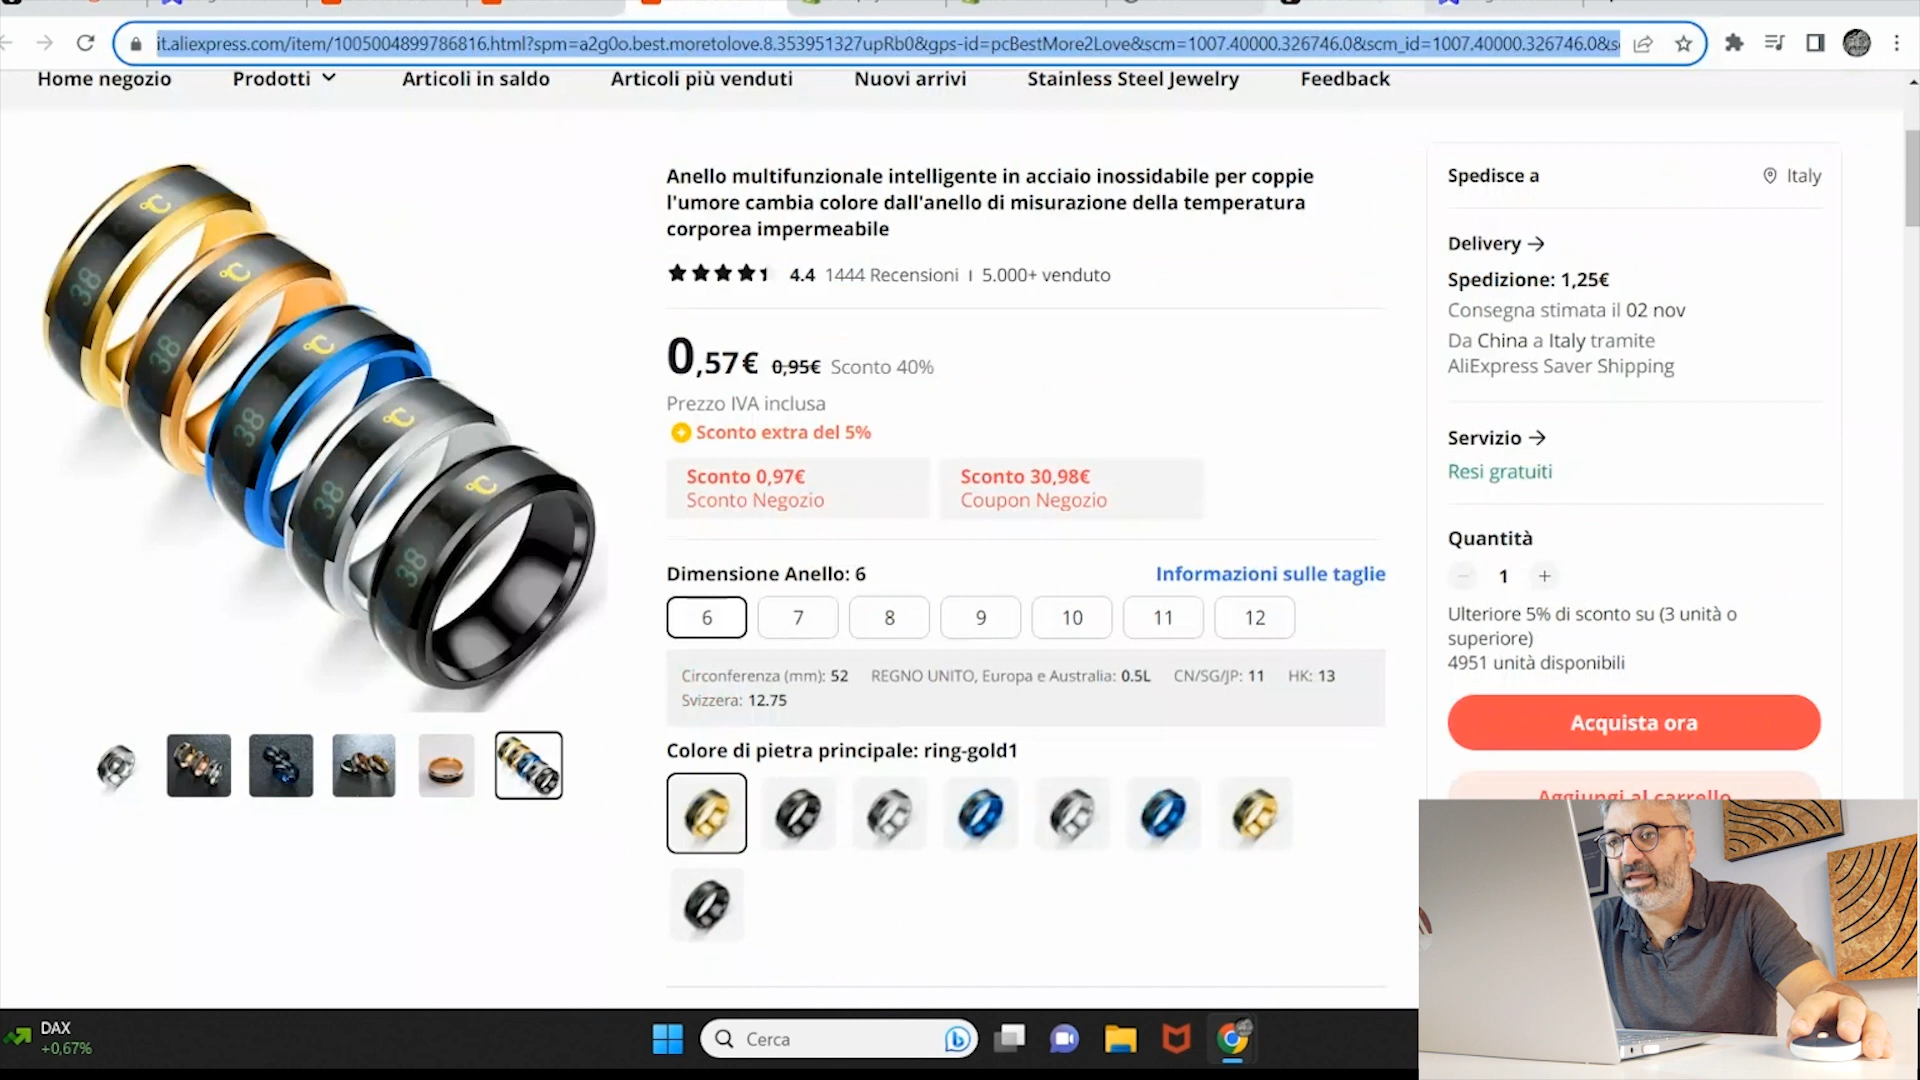 it.aliexpress.com/item/1005004899786816.html?spm=a2g0o.best.moretolove.8.353951327upRb0&gps-id=pcBestMore2Love&scm=1007.40000.326746.0&scm_id=1007.40000.326746.0&s
Home negozio Prodotti Articoli in saldo Articoli più venduti Nuovi arrivi Stainless Steel Jewelry Feedback
°C
38
°C
38
°C
38
°C
38
°C
38
Anello multifunzionale intelligente in acciaio inossidabile per coppie
l'umore cambia colore dall'anello di misurazione della temperatura
corporea impermeabile
4.4 1444 Recensioni I 5.000+ venduto
0,57€ 0,95€ Sconto 40%
Prezzo IVA inclusa
Sconto extra del 5%
Sconto 0,97€
Sconto Negozio
Sconto 30,98€
Coupon Negozio
Dimensione Anello: 6 Informazioni sulle taglie
6 7 8 9 10 11 12
Circonferenza (mm): 52 REGNO UNITO, Europa e Australia: 0.5L CN/SG/JP: 11 HK: 13
Svizzera: 12.75
Colore di pietra principale: ring-gold1
Spedisce a Italy
Delivery
Spedizione: 1,25€
Consegna stimata il 02 nov
Da China a Italy tramite
AliExpress Saver Shipping
Servizio
Resi gratuiti
Quantità
1
Ulteriore 5% di sconto su (3 unità o
superiore)
4951 unità disponibili
Acquista ora
Aggiungi al carrello
DAX
+0,67%
Cerca